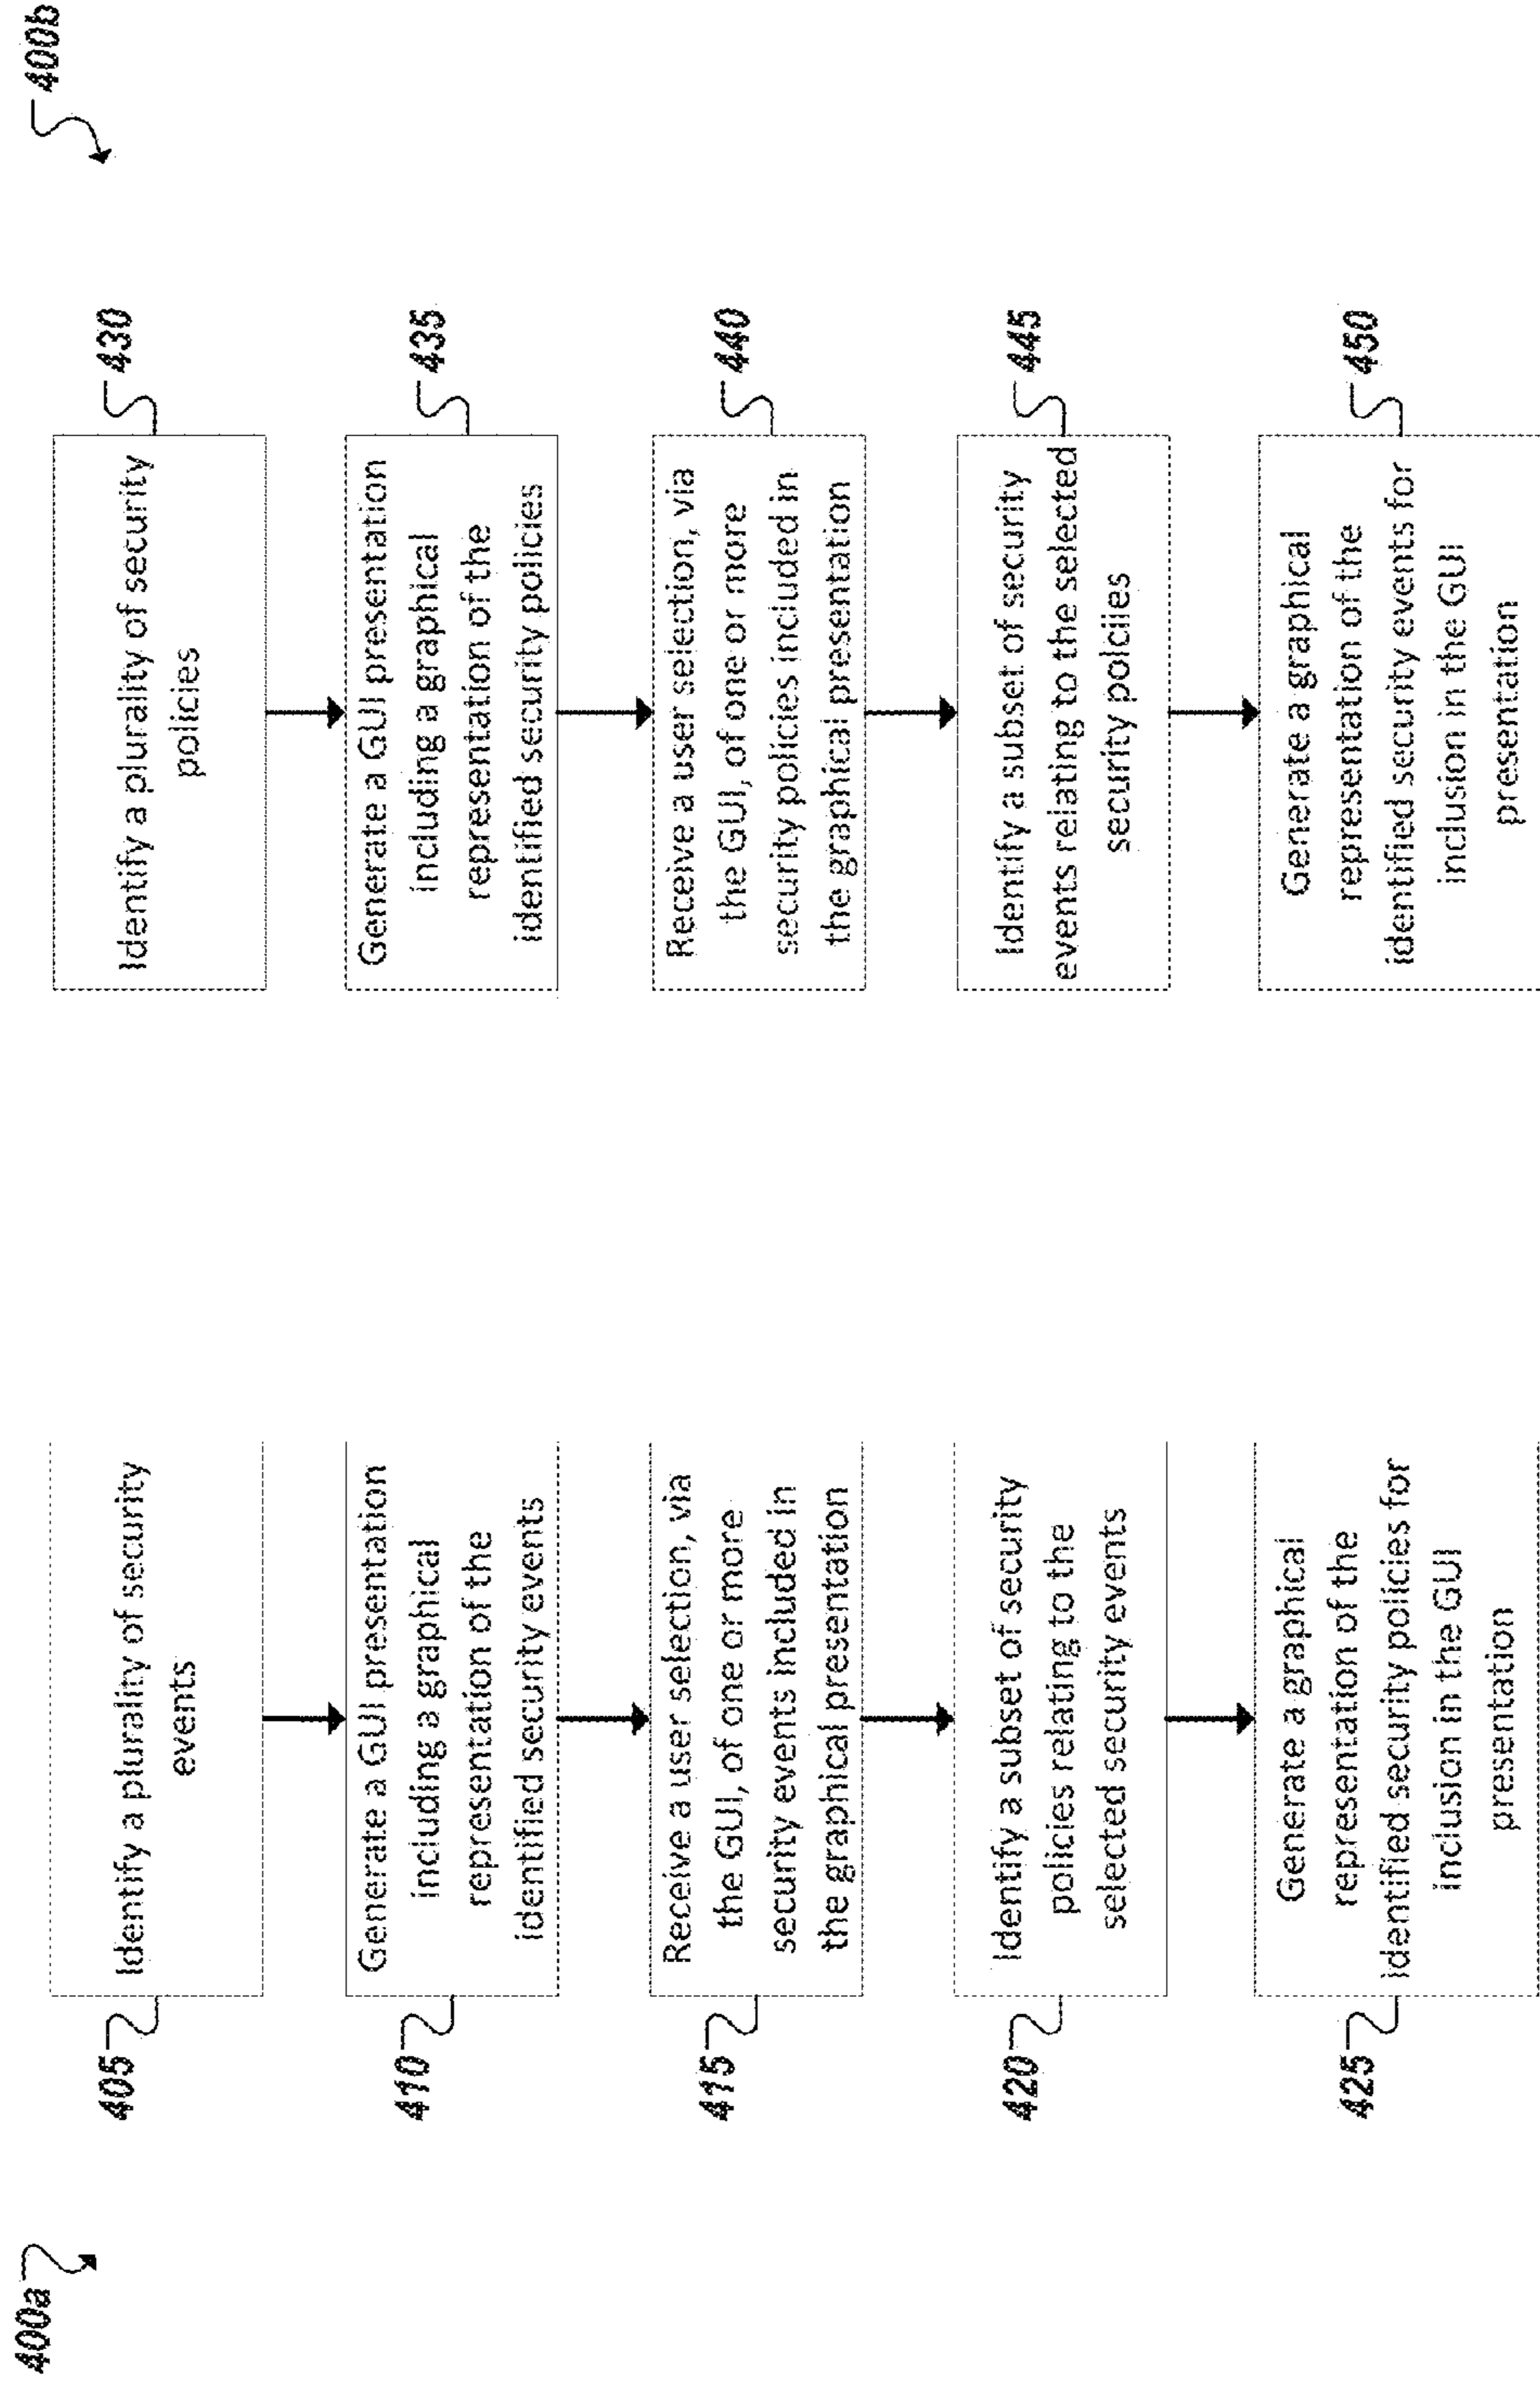 400a
405
Identify a plurality of security
events
410
Generate a GUI presentation
including a graphical
representation of the
identified security events
415
Receive a user selection, via
the GUI, of one or more
security events included in
the graphical presentation
420
Identify a subset of security
policies relating to the
selected security events
425
Generate a graphical
representation of the
identified security policies for
inclusion in the GUI
presentation
400b
430
Identify a plurality of security
policies
435
Generate a GUI presentation
including a graphical
representation of the
identified security policies
440
Receive a user selection, via
the GUI, of one or more
security policies included in
the graphical presentation
445
Identify a subset of security
events relating to the selected
security policies
450
Generate a graphical
representation of the
identified security events for
inclusion in the GUI
presentation